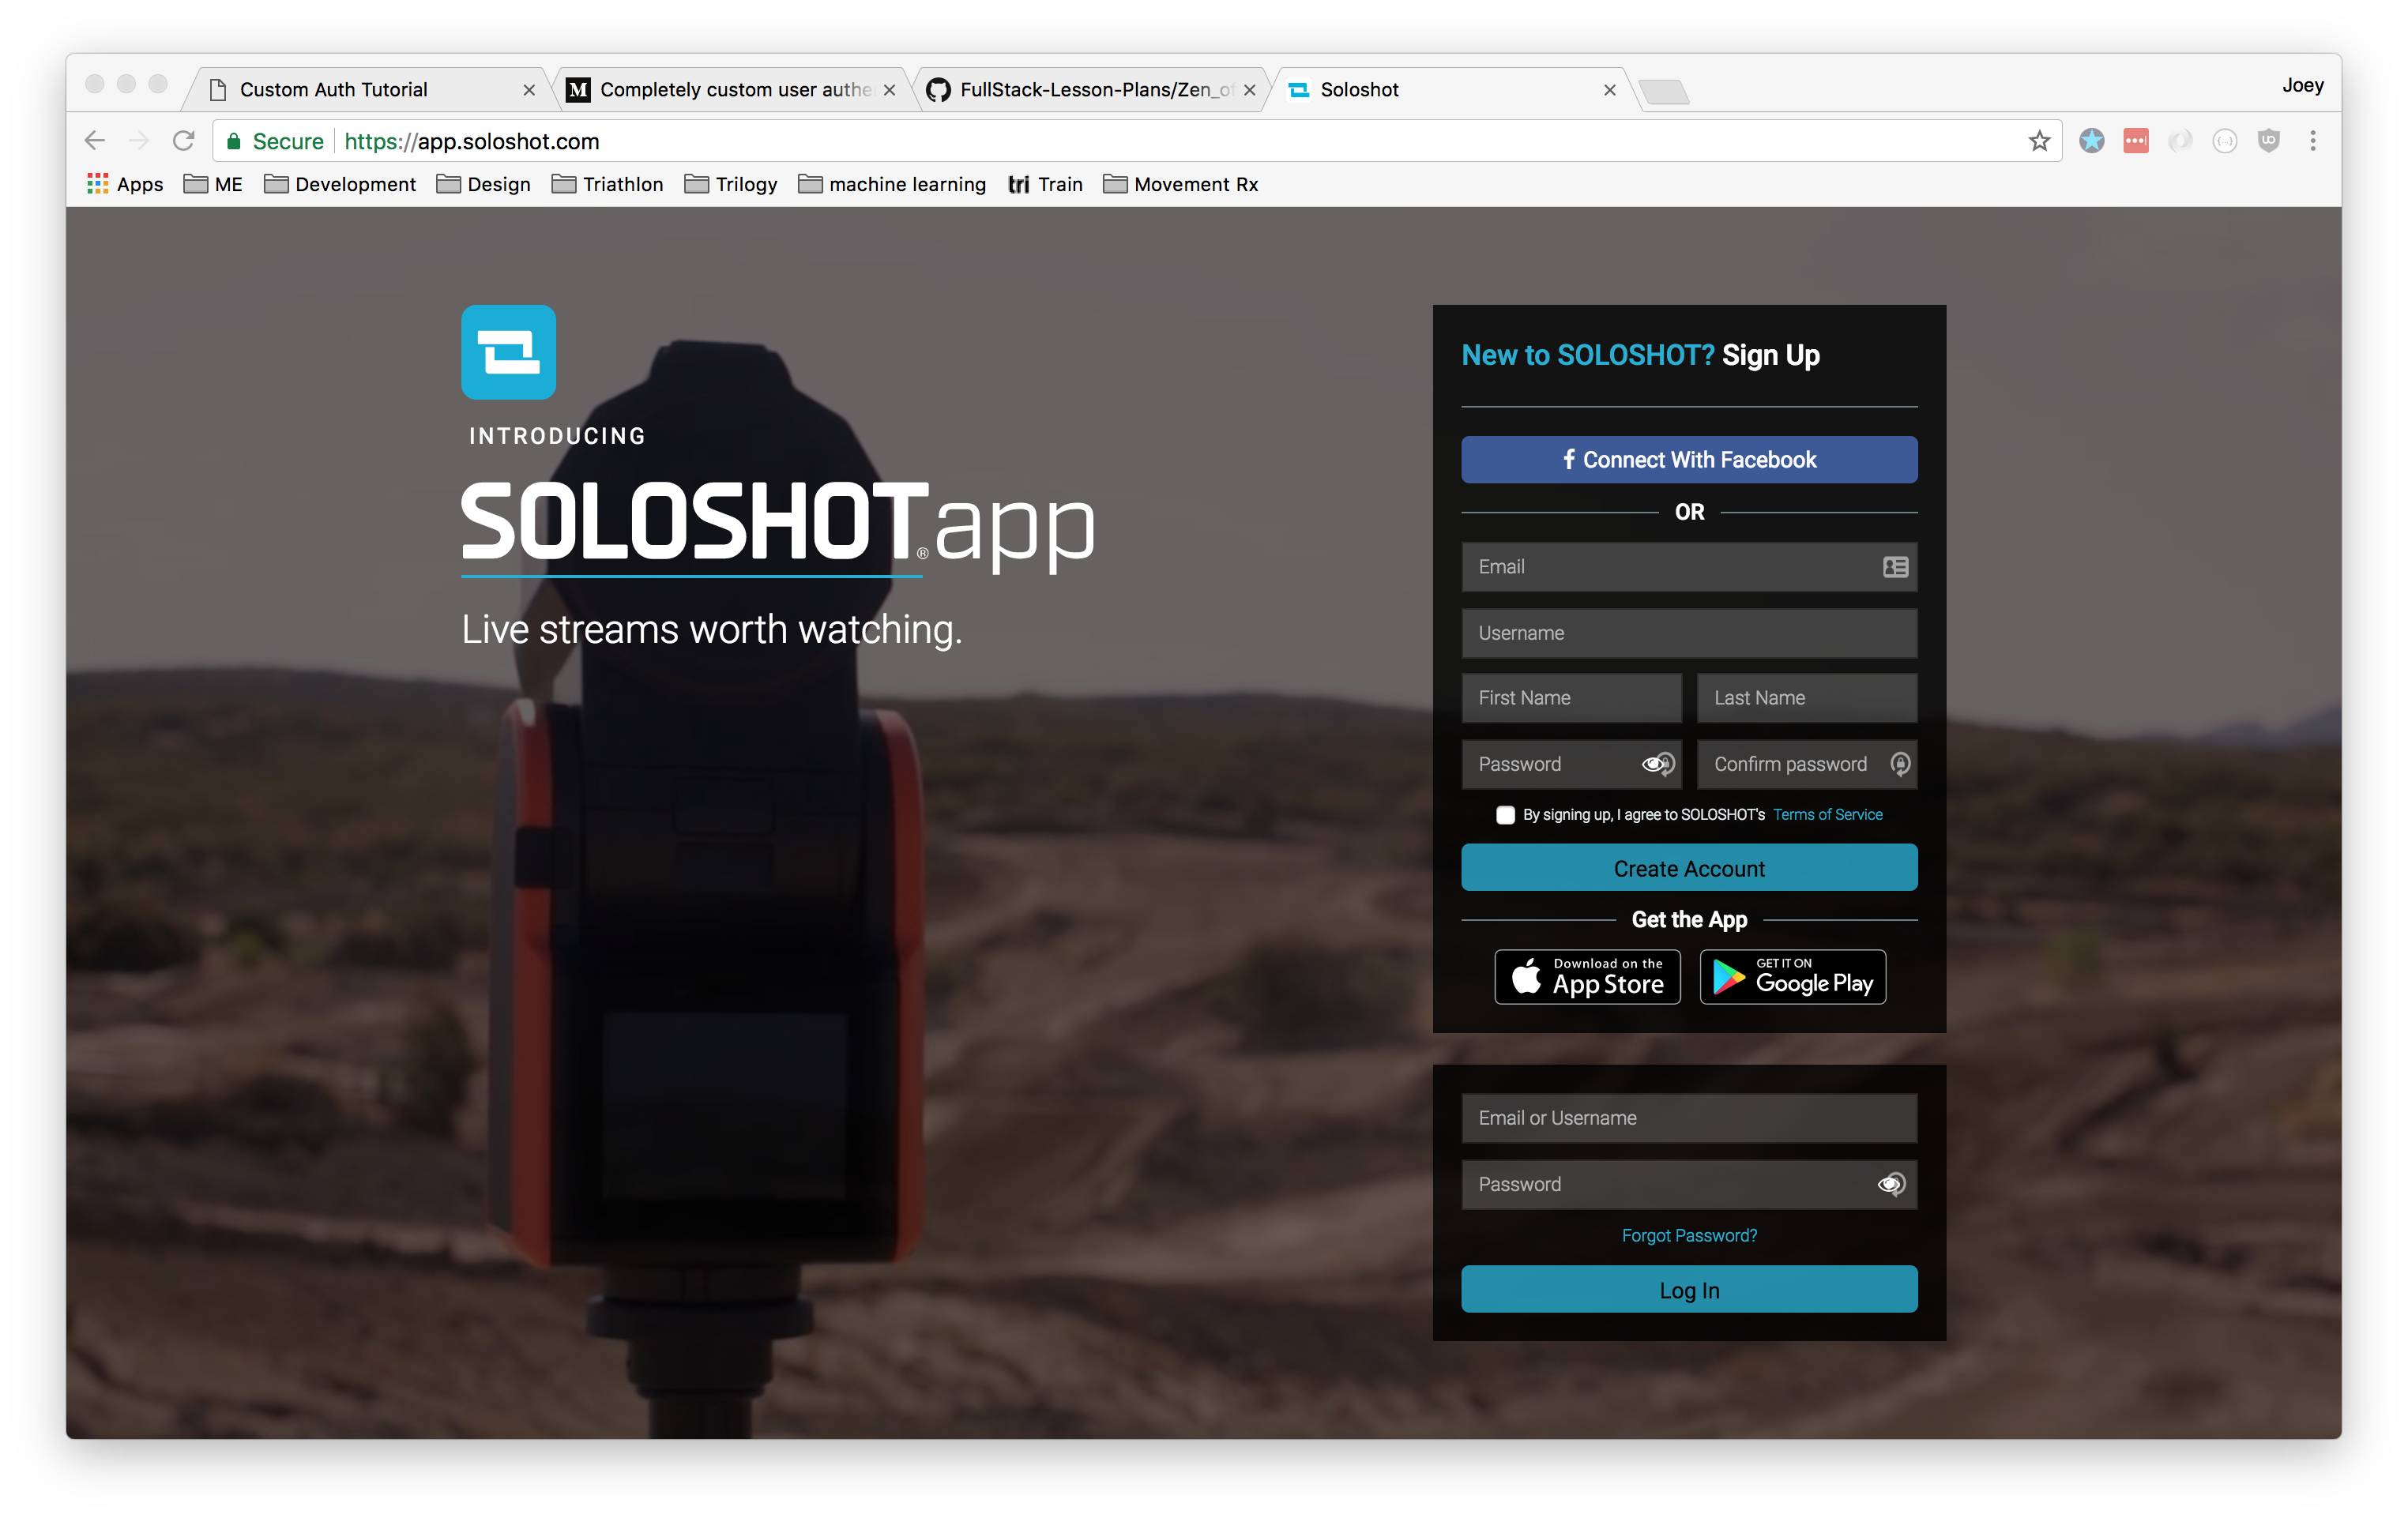 Custom Auth Tutorial
M Completely custom user authe
FullStack-Lesson-Plans/Zen_of
Soloshot
Joey
Secure https://app.soloshot.com
Apps ME Development Design Triathlon Trilogy machine learning tri Train Movement Rx
INTRODUCING
SOLOSHOT® app
Live streams worth watching.
New to SOLOSHOT? Sign Up
f Connect With Facebook
OR
Email
Username
First Name Last Name
Password Confirm password
By signing up, I agree to SOLOSHOT's Terms of Service
Create Account
Get the App
Download on the
App Store
GET IT ON
Google Play
Email or Username
Password
Forgot Password?
Log In